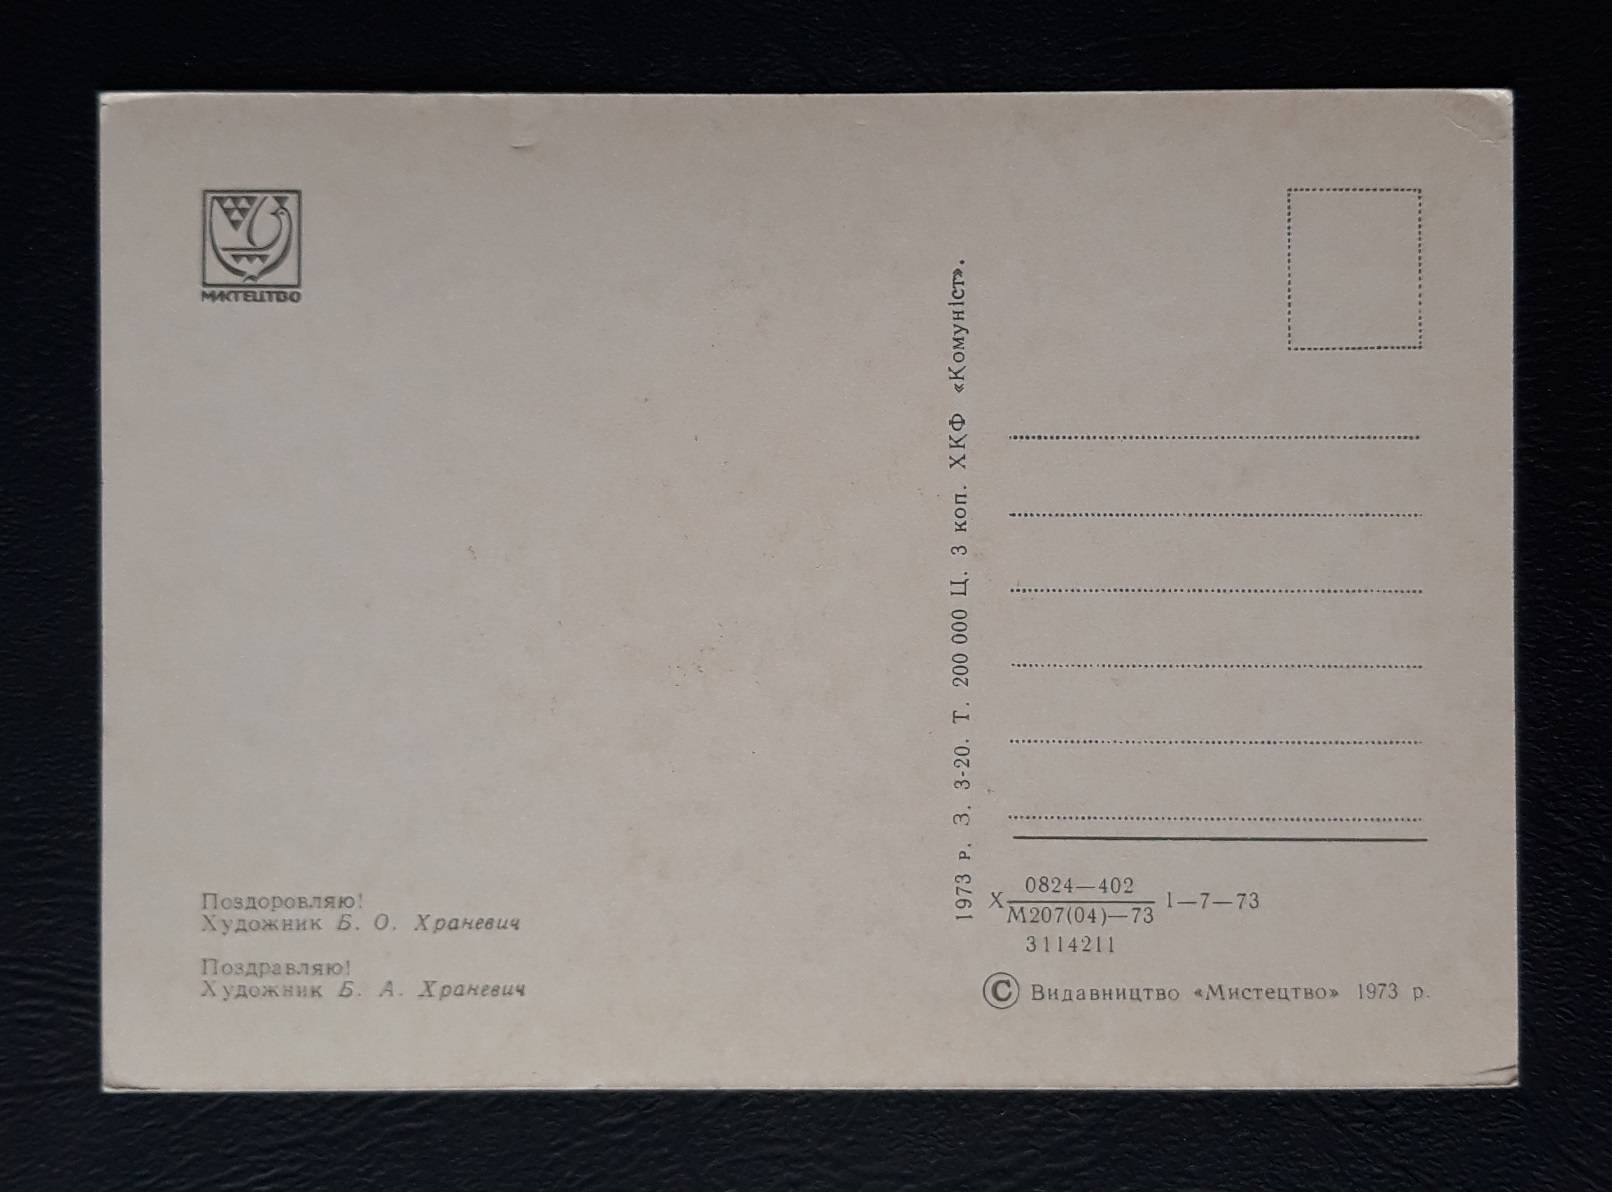 МИСТЕЦТВО
Поздоровляю!
Художник Б. О. Храневич
Поздравляю!
Художник Б. А. Храневич
1973 р. З. 3-20. Т. 200 000 Ц. 3 коп. ХКФ «Комуніст».
0824—402
Х М207(04)—73 1—7—73
3114211
© Видавництво «Мистецтво» 1973 р.